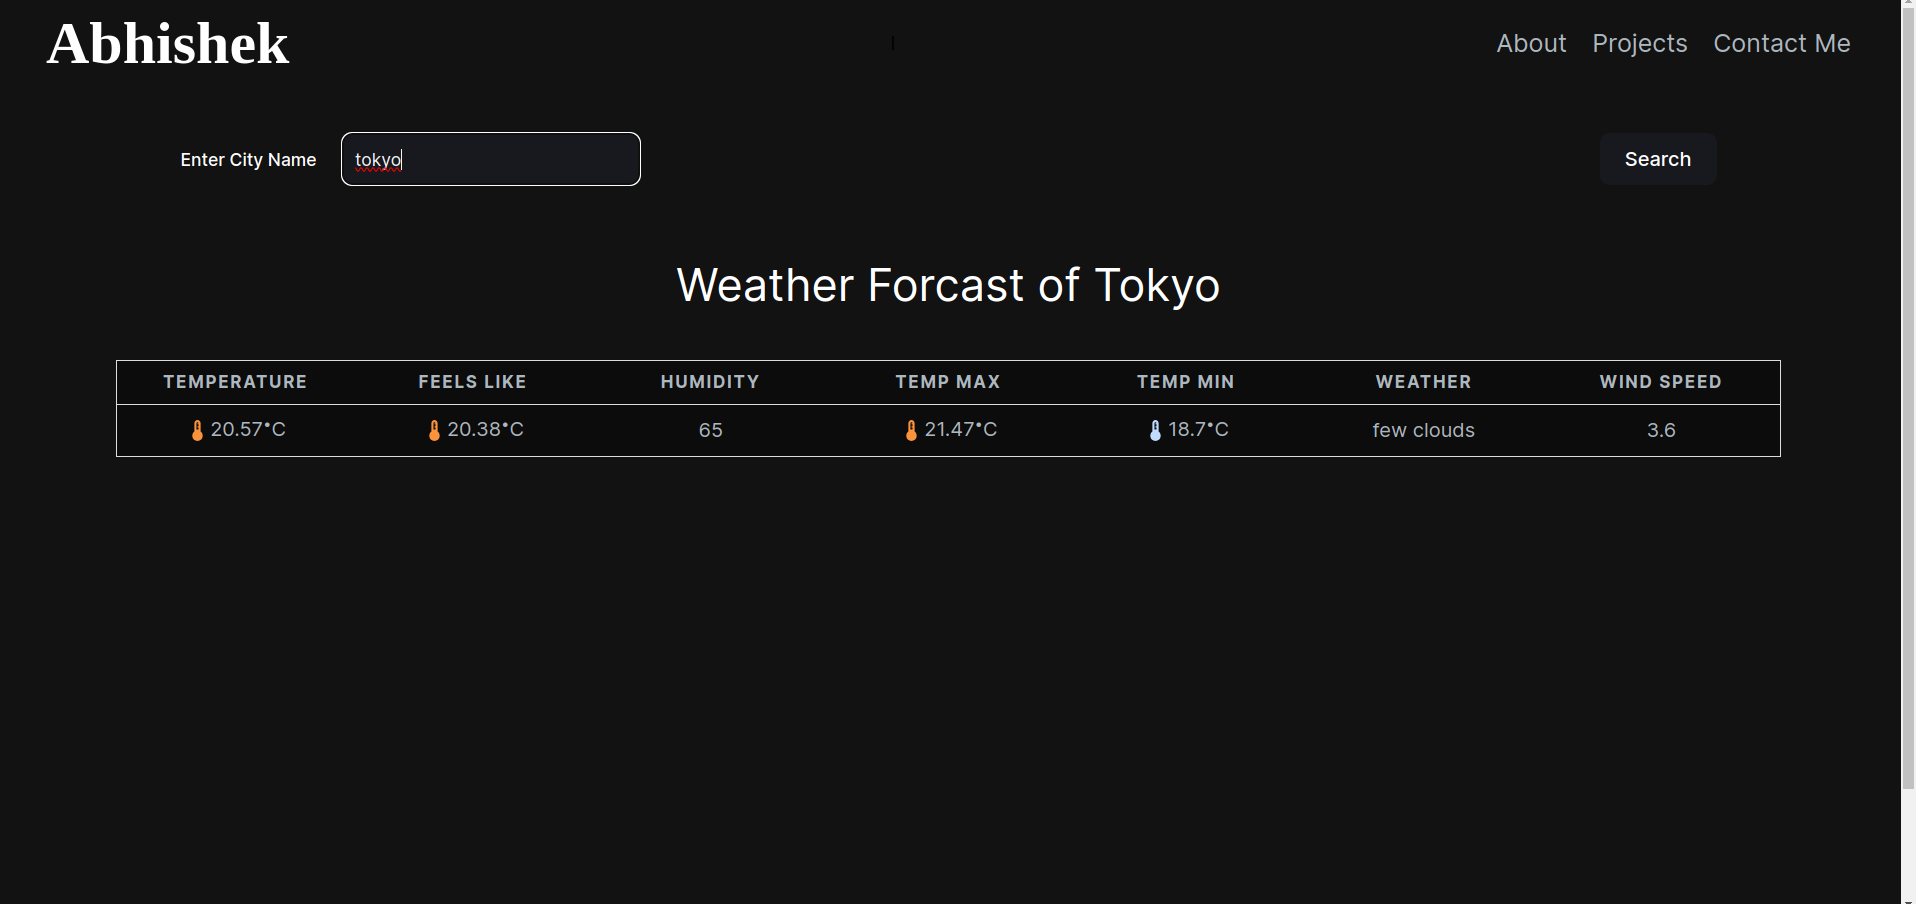 Abhishek About Projects Contact Me
Enter City Name tokyo Search
Weather Forcast of Tokyo
TEMPERATURE FEELS LIKE HUMIDITY TEMP MAX TEMP MIN WEATHER WIND SPEED
20.57°C 20.38°C 65 21.47°C 18.7°C few clouds 3.6